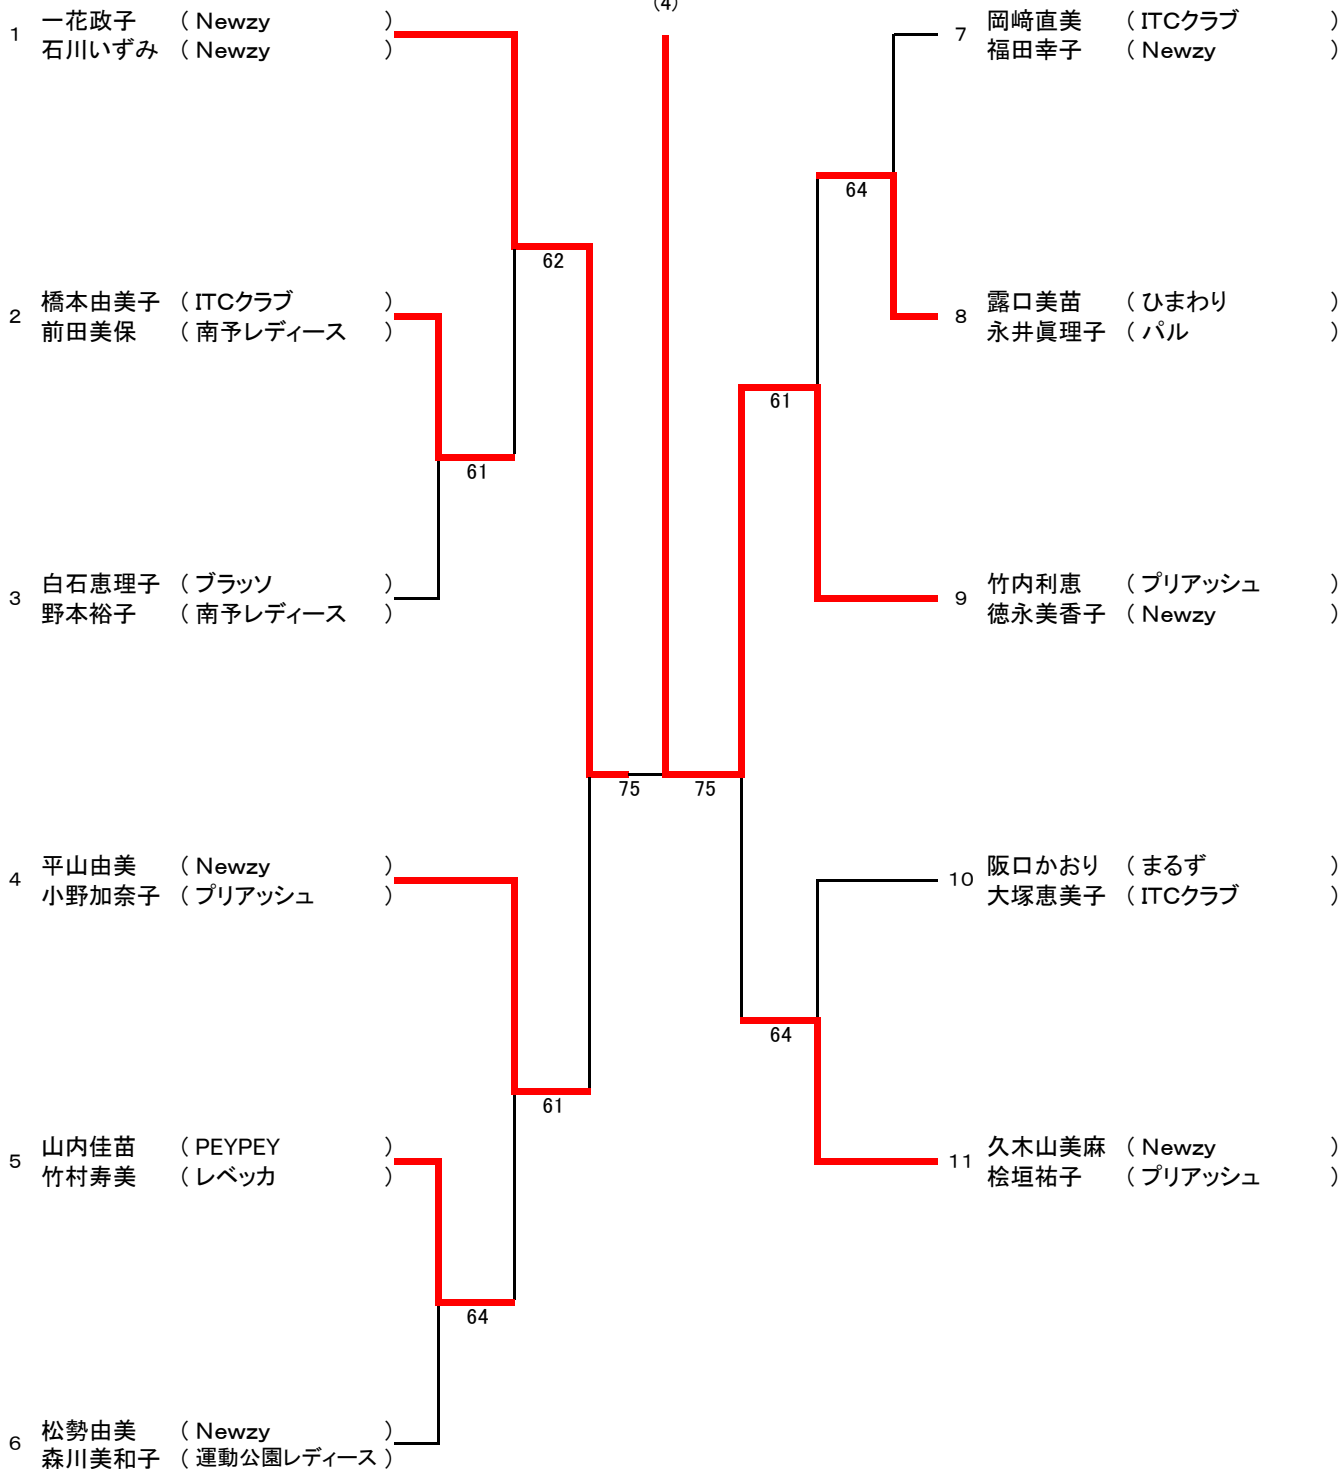 (4)
1 一花政子 ( Newzy )
石川いずみ ( Newzy )
62
2 橋本由美子 ( ITCクラブ )
前田美保 ( 南予レディース )
61
3 白石恵理子 ( ブラッソ )
野本裕子 ( 南予レディース )
75
4 平山由美 ( Newzy )
小野加奈子 ( プリアッシュ )
61
5 山内佳苗 ( PEYPEY )
竹村寿美 ( レベッカ )
64
6 松勢由美 ( Newzy )
森川美和子 ( 運動公園レディース )
7 岡﨑直美 ( ITCクラブ )
福田幸子 ( Newzy )
64
8 露口美苗 ( ひまわり )
永井眞理子 ( パル )
61
9 竹内利恵 ( プリアッシュ )
徳永美香子 ( Newzy )
75
10 阪口かおり ( まるず )
大塚恵美子 ( ITCクラブ )
64
11 久木山美麻 ( Newzy )
桧垣祐子 ( プリアッシュ )